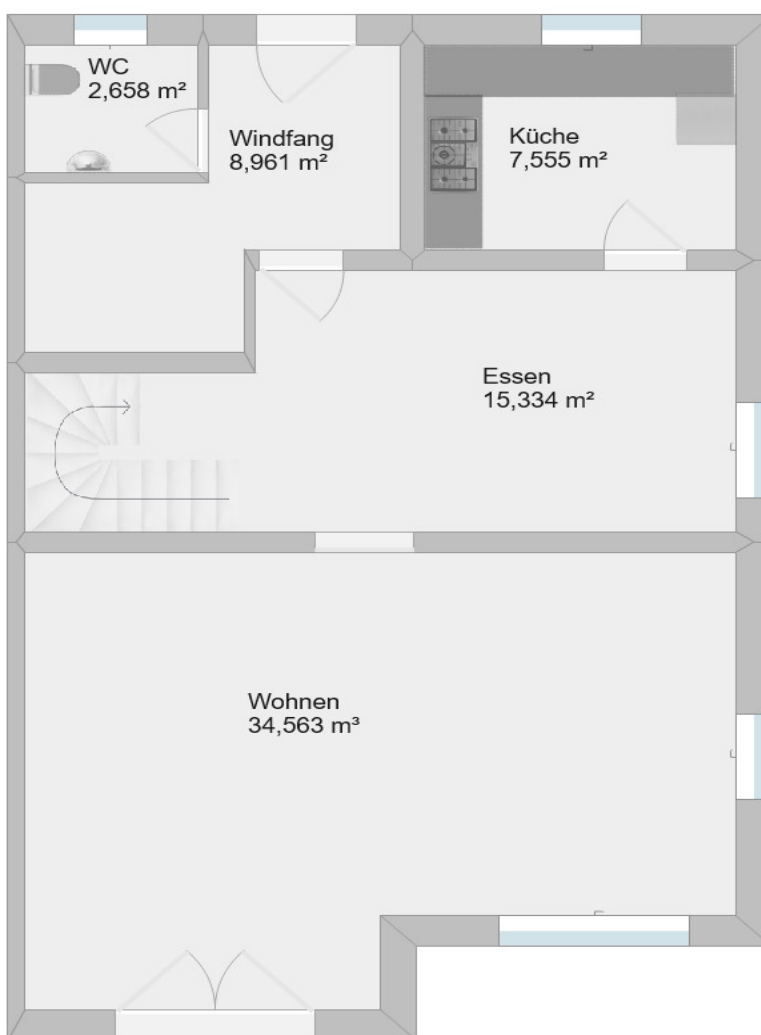 WC
2,658 m²
Windfang
8,961 m²
Küche
7,555 m²
Essen
15,334 m²
Wohnen
34,563 m²